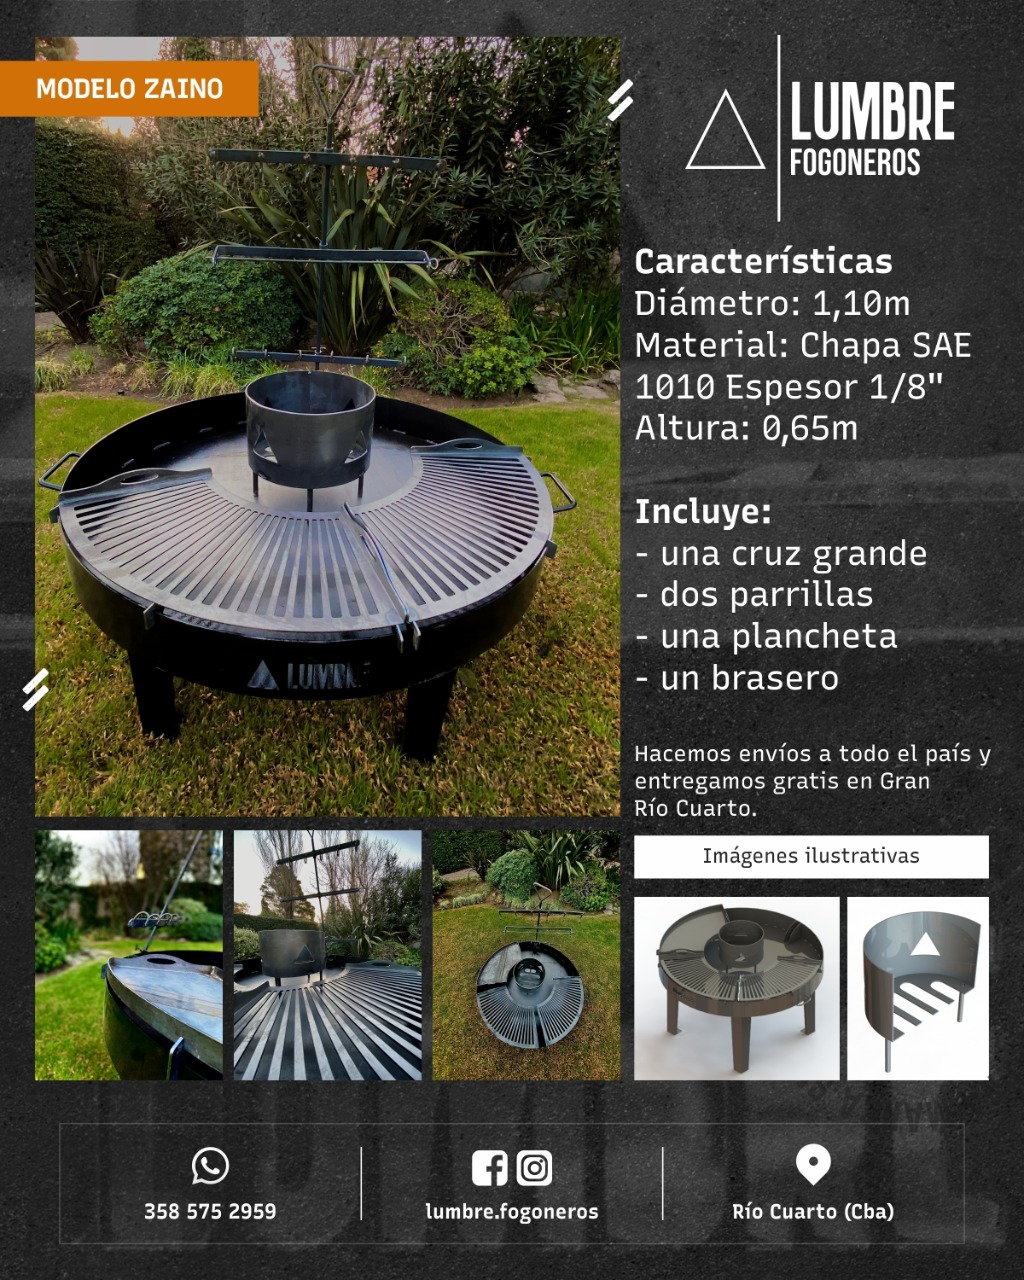 MODELO ZAINO
LUMBRE
FOGONEROS
Características
Diámetro: 1,10m
Material: Chapa SAE
1010 Espesor 1/8"
Altura: 0,65m
Incluye:
- una cruz grande
- dos parrillas
- una plancheta
- un brasero
LUMBRE
Hacemos envíos a todo el país y
entregamos gratis en Gran
Río Cuarto.
Imágenes ilustrativas
358 575 2959
lumbre.fogoneros
Río Cuarto (Cba)